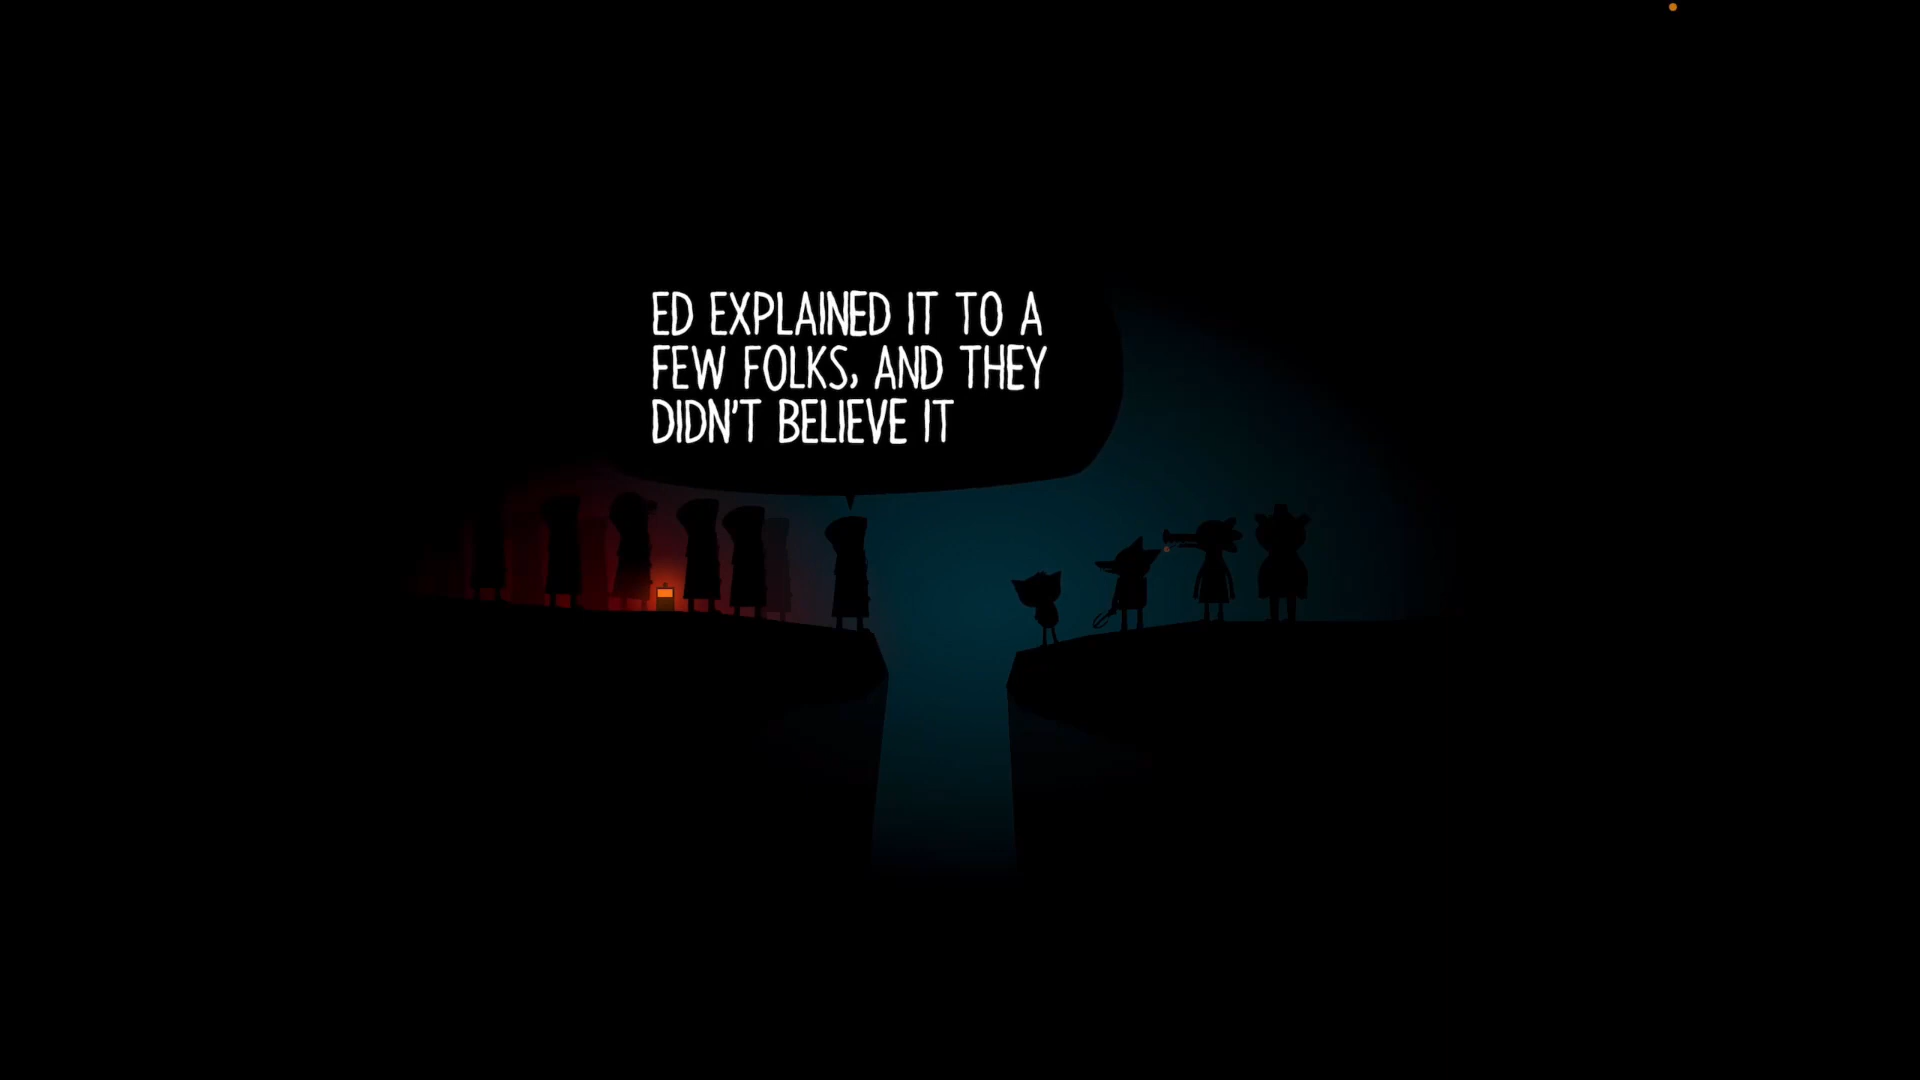 ED EXPLAINED IT TO A
FEW FOLKS, AND THEY
DIDN'T BELIEVE IT